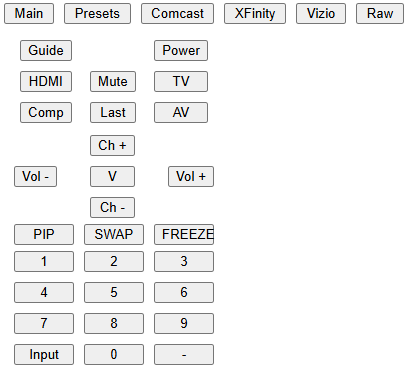 Main Presets Comcast XFinity Vizio Raw
Guide Power
HDMI Mute TV
Comp Last AV
Ch +
Vol - V Vol +
Ch -
PIP SWAP FREEZE
1 2 3
4 5 6
7 8 9
Input 0 -